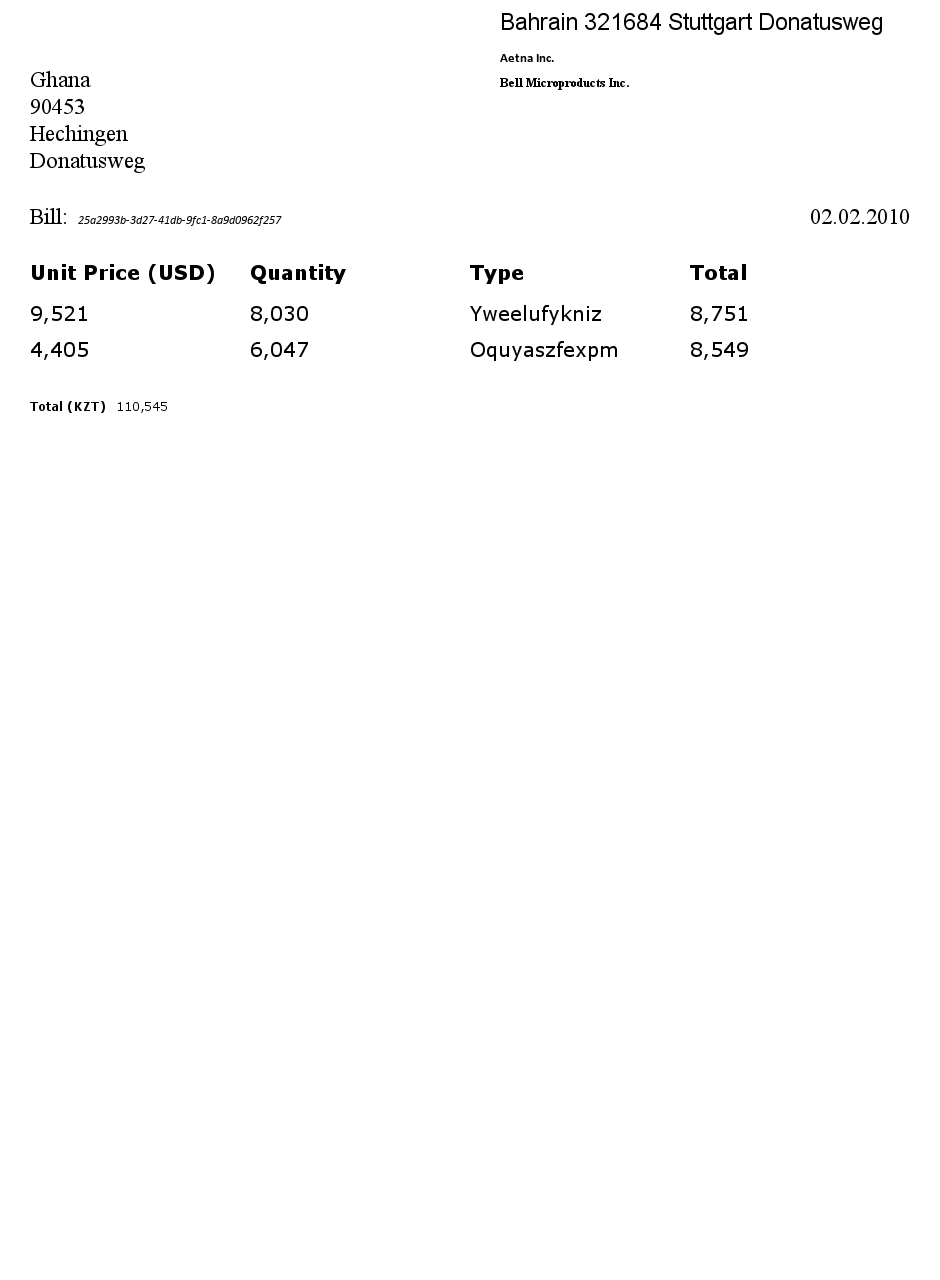 Bahrain 321684 Stuttgart Donatusweg
Aetna Inc.
Bell Microproducts Inc.
Ghana
90453
Hechingen
Donatusweg
Bill: 25a2993b-3d27-41db-9fc1-8a9d0962f257 02.02.2010
Unit Price (USD) Quantity Type Total
9,521 8,030 Yweelufykniz 8,751
4,405 6,047 Oquyaszfexpm 8,549
Total (KZT) 110,545